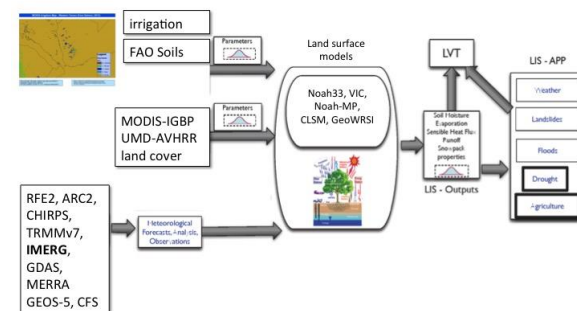 irrigation
FAO Soils
Parameters
MODIS-IGBP
UMD-AVHRR
land cover
Parameters
RFE2, ARC2,
CHIRPS,
TRMMv7,
IMERG,
GDAS,
MERRA
GEOS-5, CFS
Meteorological
Forecasts, Analysis,
Observations
Land surface
models
Noah33, VIC,
Noah-MP,
CLSM, GeoWRSI
LVT
Soil Moisture
Evaporation
Sensible Heat Flux
Runoff
Snowpack
properties
LIS - Outputs
LIS - APP
Weather
Landslides
Floods
Drought
Agriculture